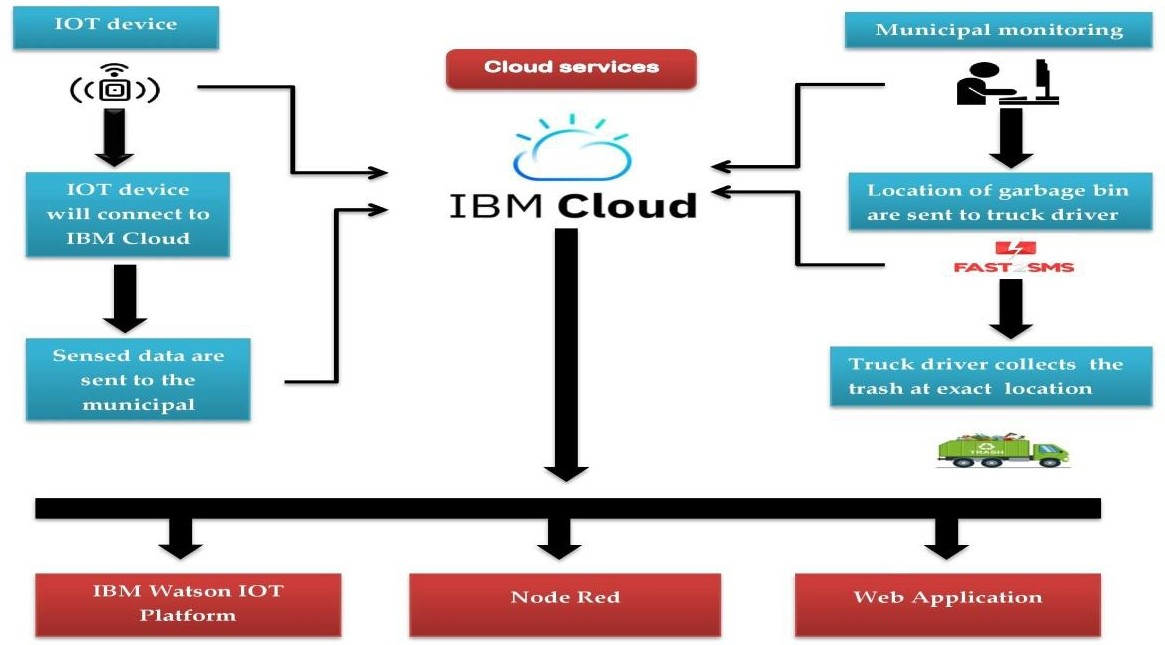 IOT device
IOT device
will connect to
IBM Cloud
Sensed data are
sent to the
municipal
Cloud services
IBM Cloud
Municipal monitoring
Location of garbage bin
are sent to truck driver
FAST2SMS
Truck driver collects the
trash at exact location
TRASH
IBM Watson IOT
Platform
Node Red
Web Application